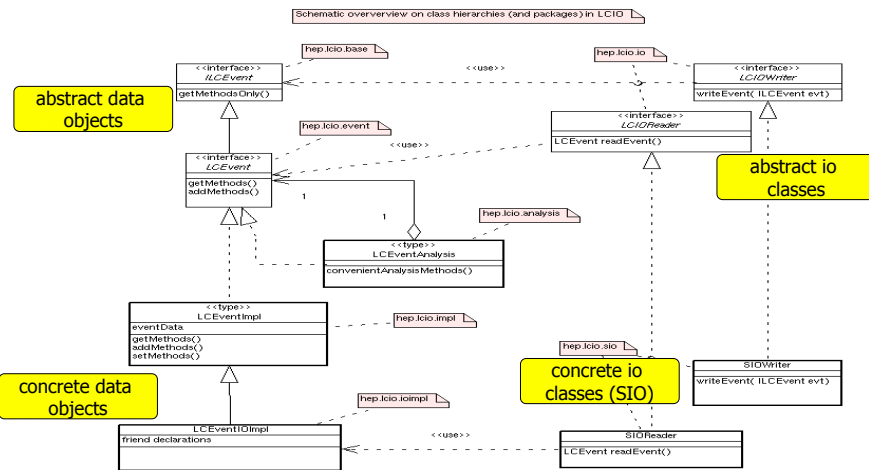 Schematic ovverview on class hierarchies (and packages) in LCIO
hep.lcio.base
hep.lcio.io
<<interface>>
ILCEvent
getMethodsOnly()
<<use>>
<<interface>>
LCIOWriter
writeEvent( ILCEvent evt)
abstract data
objects
hep.lcio.event
<<interface>>
LCIOReader
LCEvent readEvent()
<<interface>>
LCEvent
getMethods()
addMethods()
<<use>>
abstract io
classes
1
1
hep.lcio.analysis
<<type>>
LCEventAnalysis
convenientAnalysisMethods()
<<type>>
LCEventImpl
eventData
getMethods()
addMethods()
setMethods()
hep.lcio.impl
hep.lcio.sio
concrete io
classes (SIO)
SIOWriter
writeEvent( ILCEvent evt)
concrete data
objects
hep.lcio.ioimpl
LCEventIOImpl
friend declarations
<<use>>
SIOReader
LCEvent readEvent()